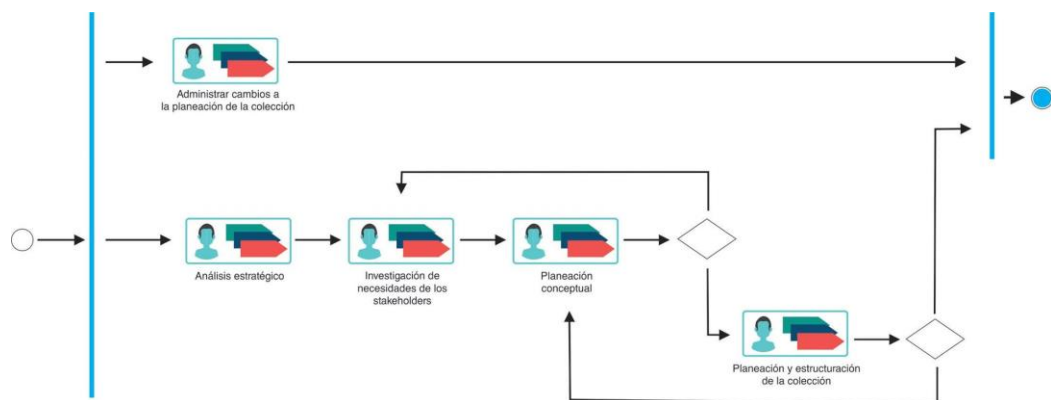 Administrar cambios a
la planeación de la colección
Análisis estratégico
Investigación de
necesidades de los
stakeholders
Planeación
conceptual
Planeación y estructuración
de la colección